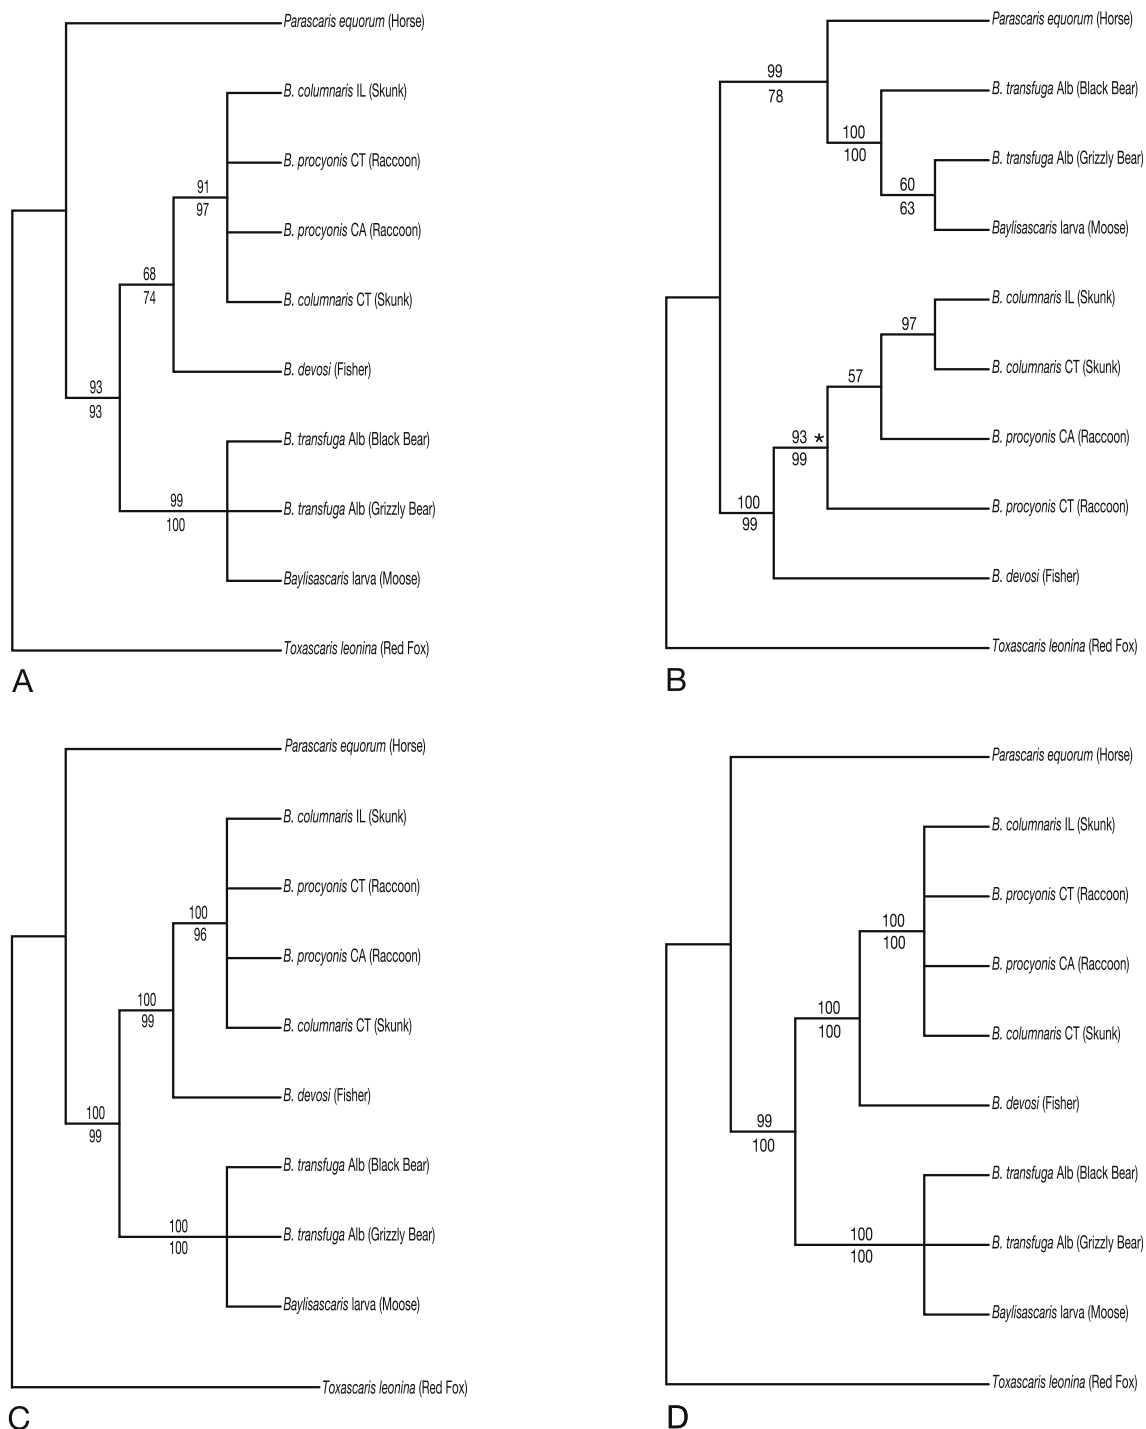 Parascaris equorum (Horse)
B. columnaris IL (Skunk)
B. procyonis CT (Raccoon)
91
97
B. procyonis CA (Raccoon)
68
74
B. columnaris CT (Skunk)
B. devosi (Fisher)
93
93
B. transfuga Alb (Black Bear)
99
100
B. transfuga Alb (Grizzly Bear)
Baylisascaris larva (Moose)
Toxascaris leonina (Red Fox)
A
Parascaris equorum (Horse)
99
78
B. transfuga Alb (Black Bear)
100
100
B. transfuga Alb (Grizzly Bear)
60
63
Baylisascaris larva (Moose)
B. columnaris IL (Skunk)
97
B. columnaris CT (Skunk)
57
B. procyonis CA (Raccoon)
93 *
99
B. procyonis CT (Raccoon)
100
99
B. devosi (Fisher)
Toxascaris leonina (Red Fox)
B
Parascaris equorum (Horse)
B. columnaris IL (Skunk)
B. procyonis CT (Raccoon)
100
96
B. procyonis CA (Raccoon)
100
99
B. columnaris CT (Skunk)
B. devosi (Fisher)
100
99
B. transfuga Alb (Black Bear)
100
100
B. transfuga Alb (Grizzly Bear)
Baylisascaris larva (Moose)
Toxascaris leonina (Red Fox)
C
Parascaris equorum (Horse)
B. columnaris IL (Skunk)
B. procyonis CT (Raccoon)
100
100
B. procyonis CA (Raccoon)
100
100
B. columnaris CT (Skunk)
B. devosi (Fisher)
99
100
B. transfuga Alb (Black Bear)
100
100
B. transfuga Alb (Grizzly Bear)
Baylisascaris larva (Moose)
Toxascaris leonina (Red Fox)
D